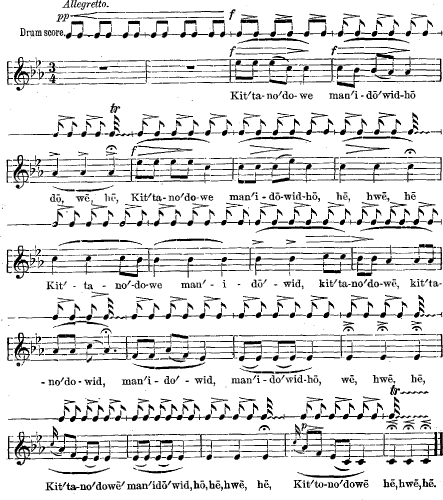 Allegretto.
pp
f
Drum score.
f
f
3
4
Kit′ta-no′do-we man′i-dō′wid-hō
tr
f
dō, wē, hē, Kit′ta-no′do-we man′i-dō-wid-hō, hē, hwē, hē
Kit′ - ta - no′-do-we man′ - i - dō′ - wid, kit′ta-no′do-wē, kit′ta-
-no′do-wid, man′i-do′ - wid, man′i-do′wid-hō, wē, hwē, hē,
tr
p
Kit′ta-no′dowē′ man′idō′wid,hō,hē,hwē, hē, Kit′to-no′dowē hē,hwē,hē.